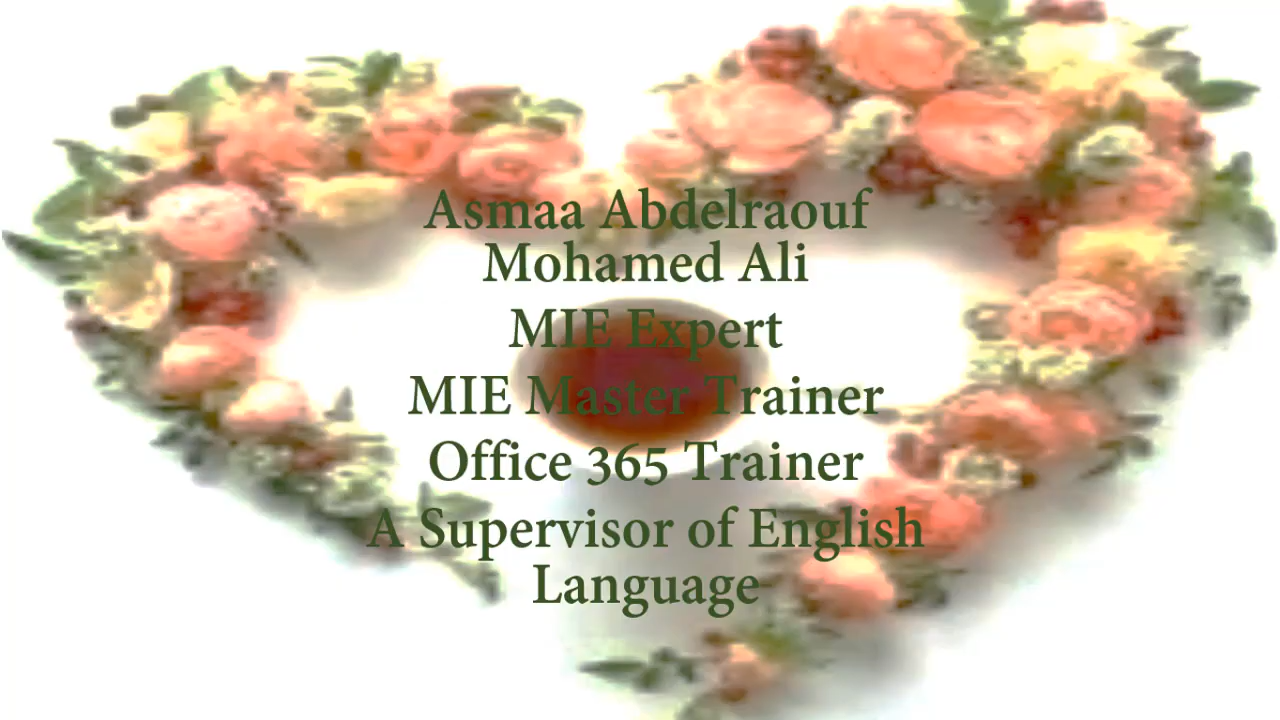 Asmaa Abdelraouf
Mohamed Ali
MIE Expert
MIE Master Trainer
Office 365 Trainer
A Supervisor of English
Language